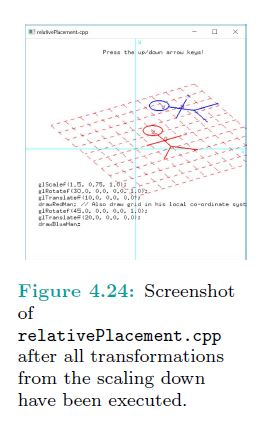 relativePlacement.cpp
Press the up/down arrow keys!
glScalef(1.5, 0.75, 1.0);
glRotatef(30.0, 0.0, 0.0, 1.0);
glTranslatef(10.0, 0.0, 0.0);
drawRedMan; // Also draw grid in his local co-ordinate syst
glRotatef(45.0, 0.0, 0.0, 1.0);
glTranslatef(20.0, 0.0, 0.0);
drawBlueMan;
Figure 4.24: Screenshot
of
relativePlacement.cpp
after all transformations
from the scaling down
have been executed.